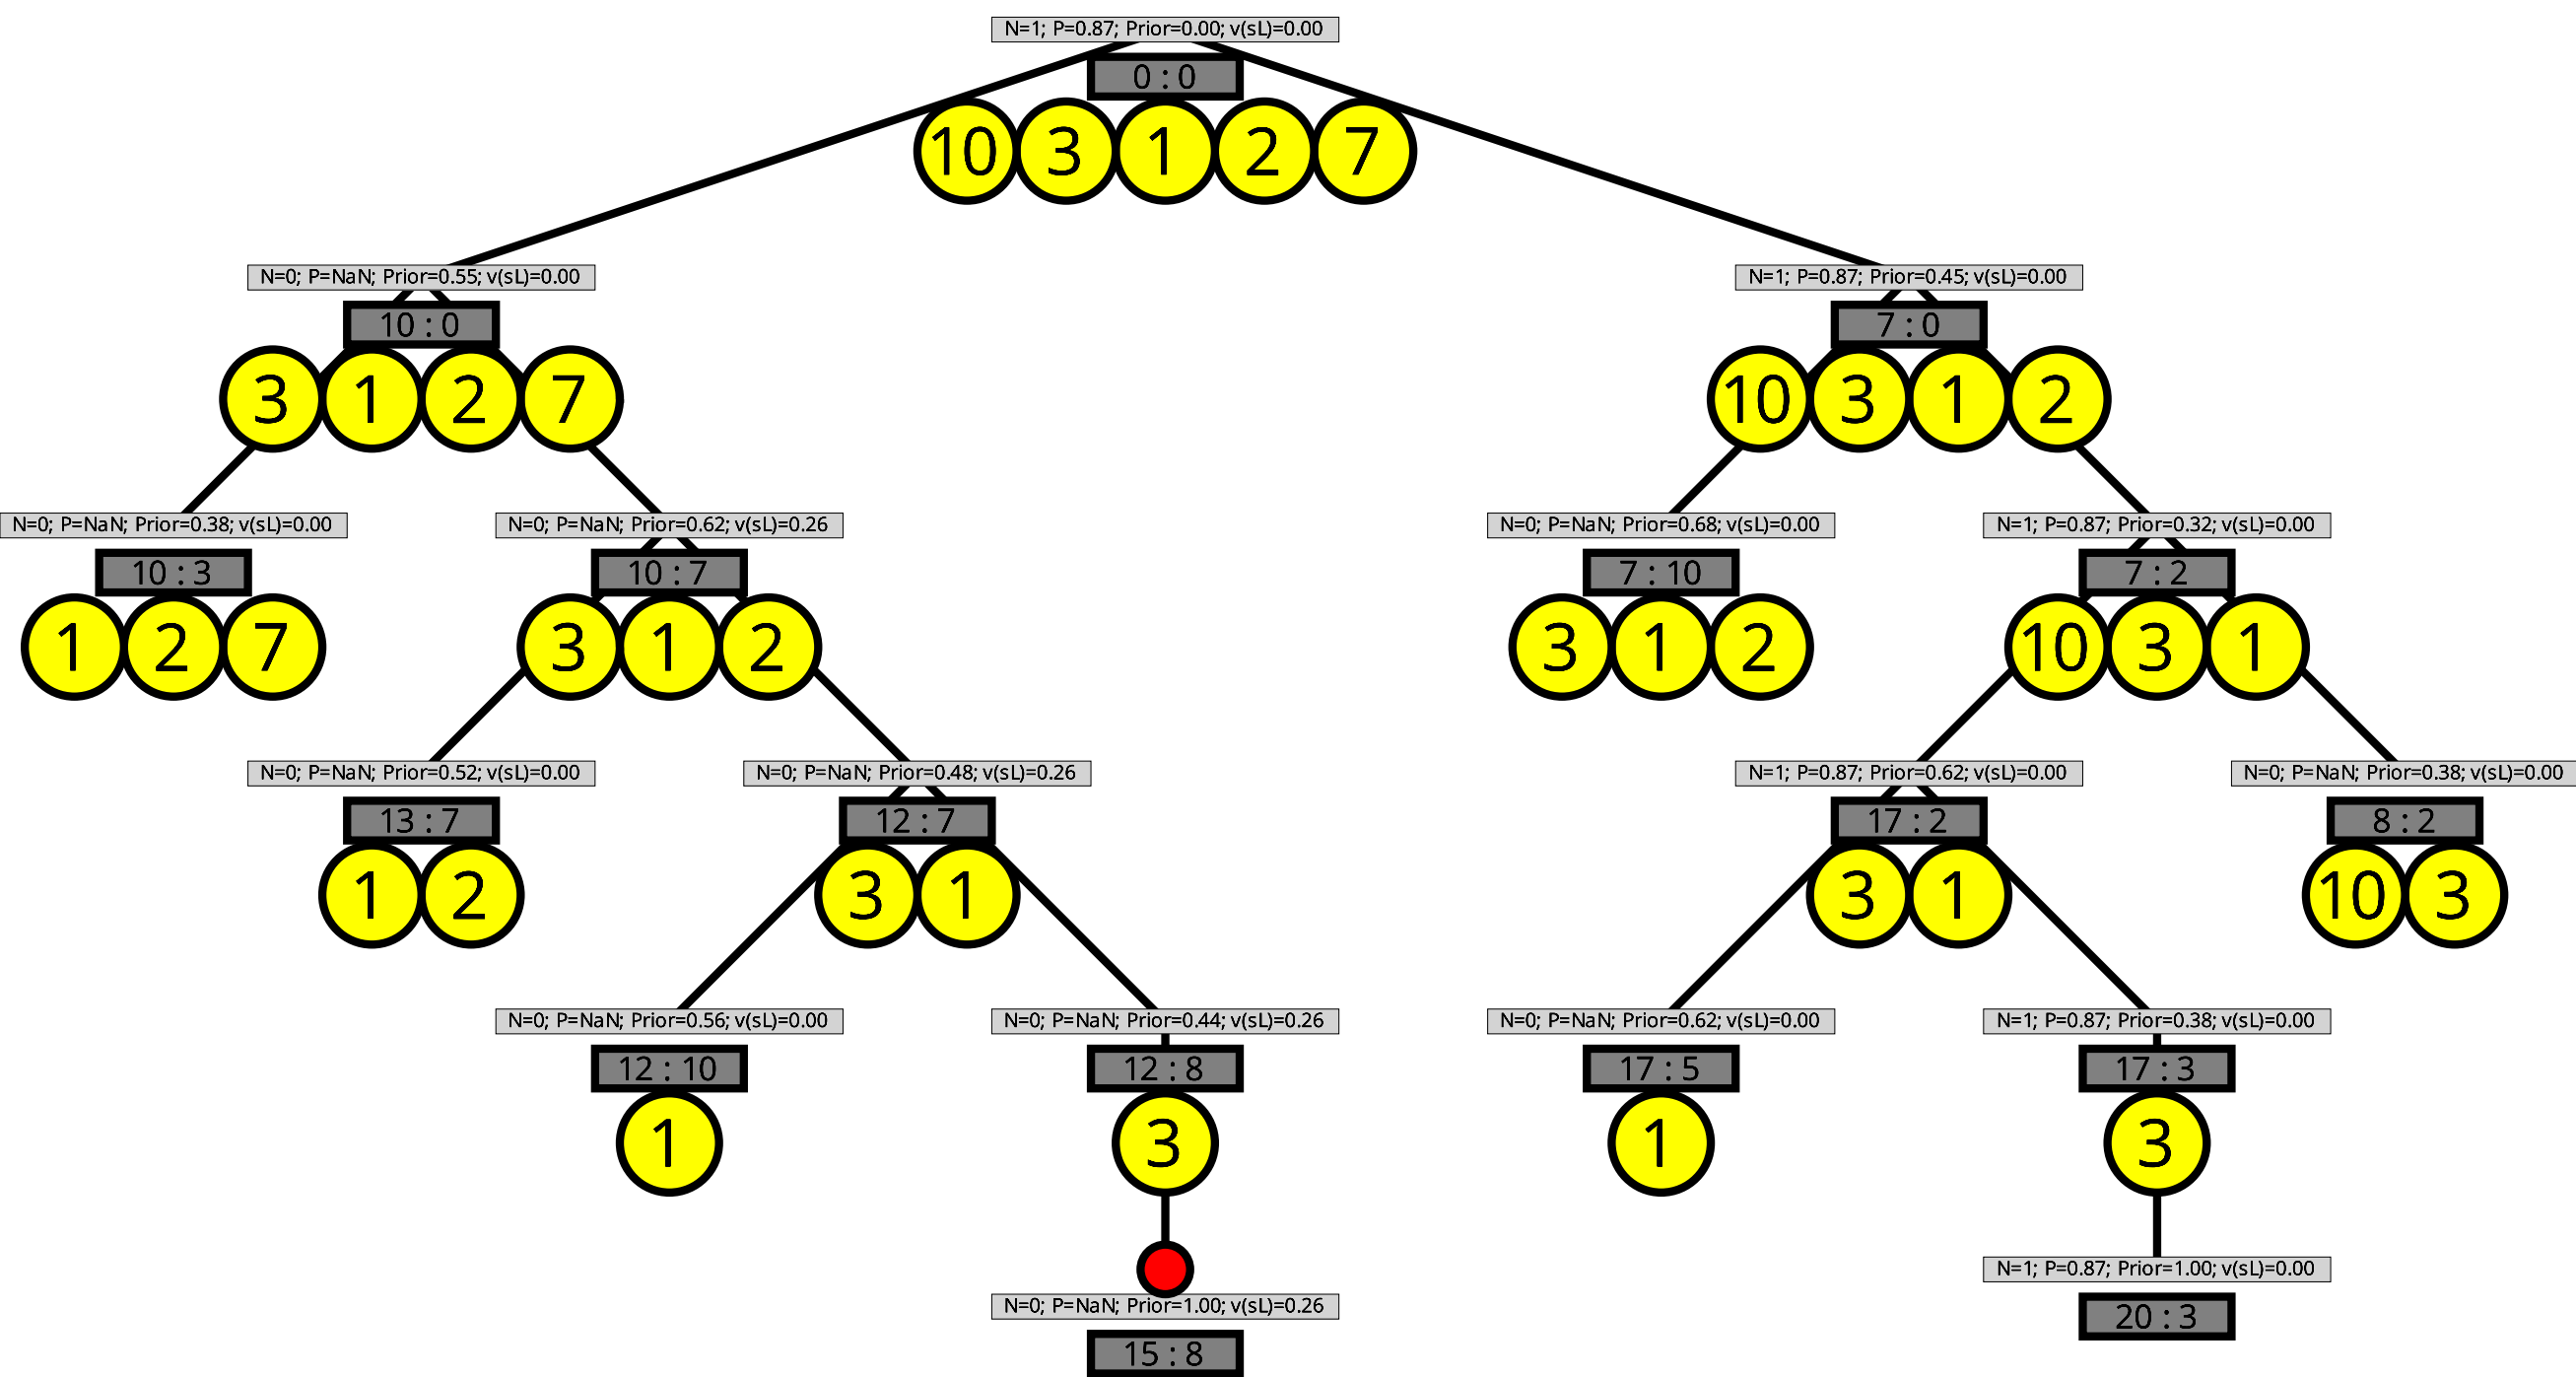 N=1; P=0.87; Prior=0.00; v(sL)=0.00
0 : 0
10 3 1 2 7
N=0; P=NaN; Prior=0.55; v(sL)=0.00
10 : 0
3 1 2 7
N=1; P=0.87; Prior=0.45; v(sL)=0.00
7 : 0
10 3 1 2
N=0; P=NaN; Prior=0.38; v(sL)=0.00
10 : 3
1 2 7
N=0; P=NaN; Prior=0.62; v(sL)=0.26
10 : 7
3 1 2
N=0; P=NaN; Prior=0.68; v(sL)=0.00
7 : 10
3 1 2
N=1; P=0.87; Prior=0.32; v(sL)=0.00
7 : 2
10 3 1
N=0; P=NaN; Prior=0.52; v(sL)=0.00
13 : 7
1 2
N=0; P=NaN; Prior=0.48; v(sL)=0.26
12 : 7
3 1
N=1; P=0.87; Prior=0.62; v(sL)=0.00
17 : 2
3 1
N=0; P=NaN; Prior=0.38; v(sL)=0.00
8 : 2
10 3
N=0; P=NaN; Prior=0.56; v(sL)=0.00
12 : 10
1
N=0; P=NaN; Prior=0.44; v(sL)=0.26
12 : 8
3
N=0; P=NaN; Prior=0.62; v(sL)=0.00
17 : 5
1
N=1; P=0.87; Prior=0.38; v(sL)=0.00
17 : 3
3
N=0; P=NaN; Prior=1.00; v(sL)=0.26
15 : 8
N=1; P=0.87; Prior=1.00; v(sL)=0.00
20 : 3